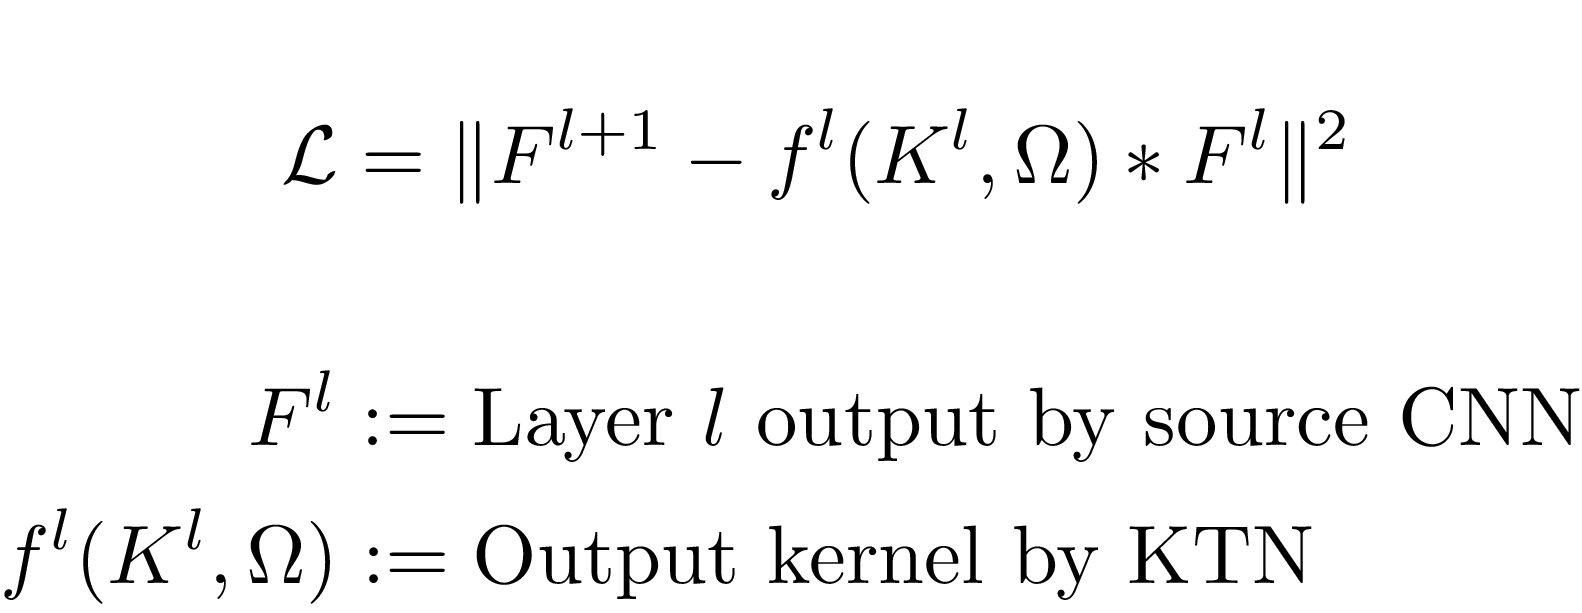 ℒ = ‖F^{l+1} − f^l(K^l, Ω) ∗ F^l‖^2
F^l := Layer l output by source CNN
f^l(K^l, Ω) := Output kernel by KTN